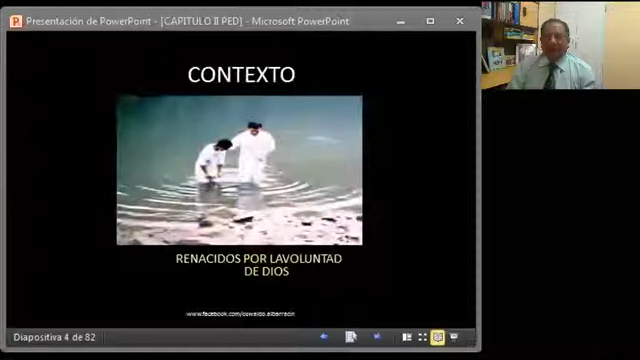 Presentación de PowerPoint - [CAPITULO II PED] - Microsoft PowerPoint
CONTEXTO
RENACIDOS POR LAVOLUNTAD
DE DIOS
www.facebook.com/oswaldo.albarracin
Diapositiva 4 de 82